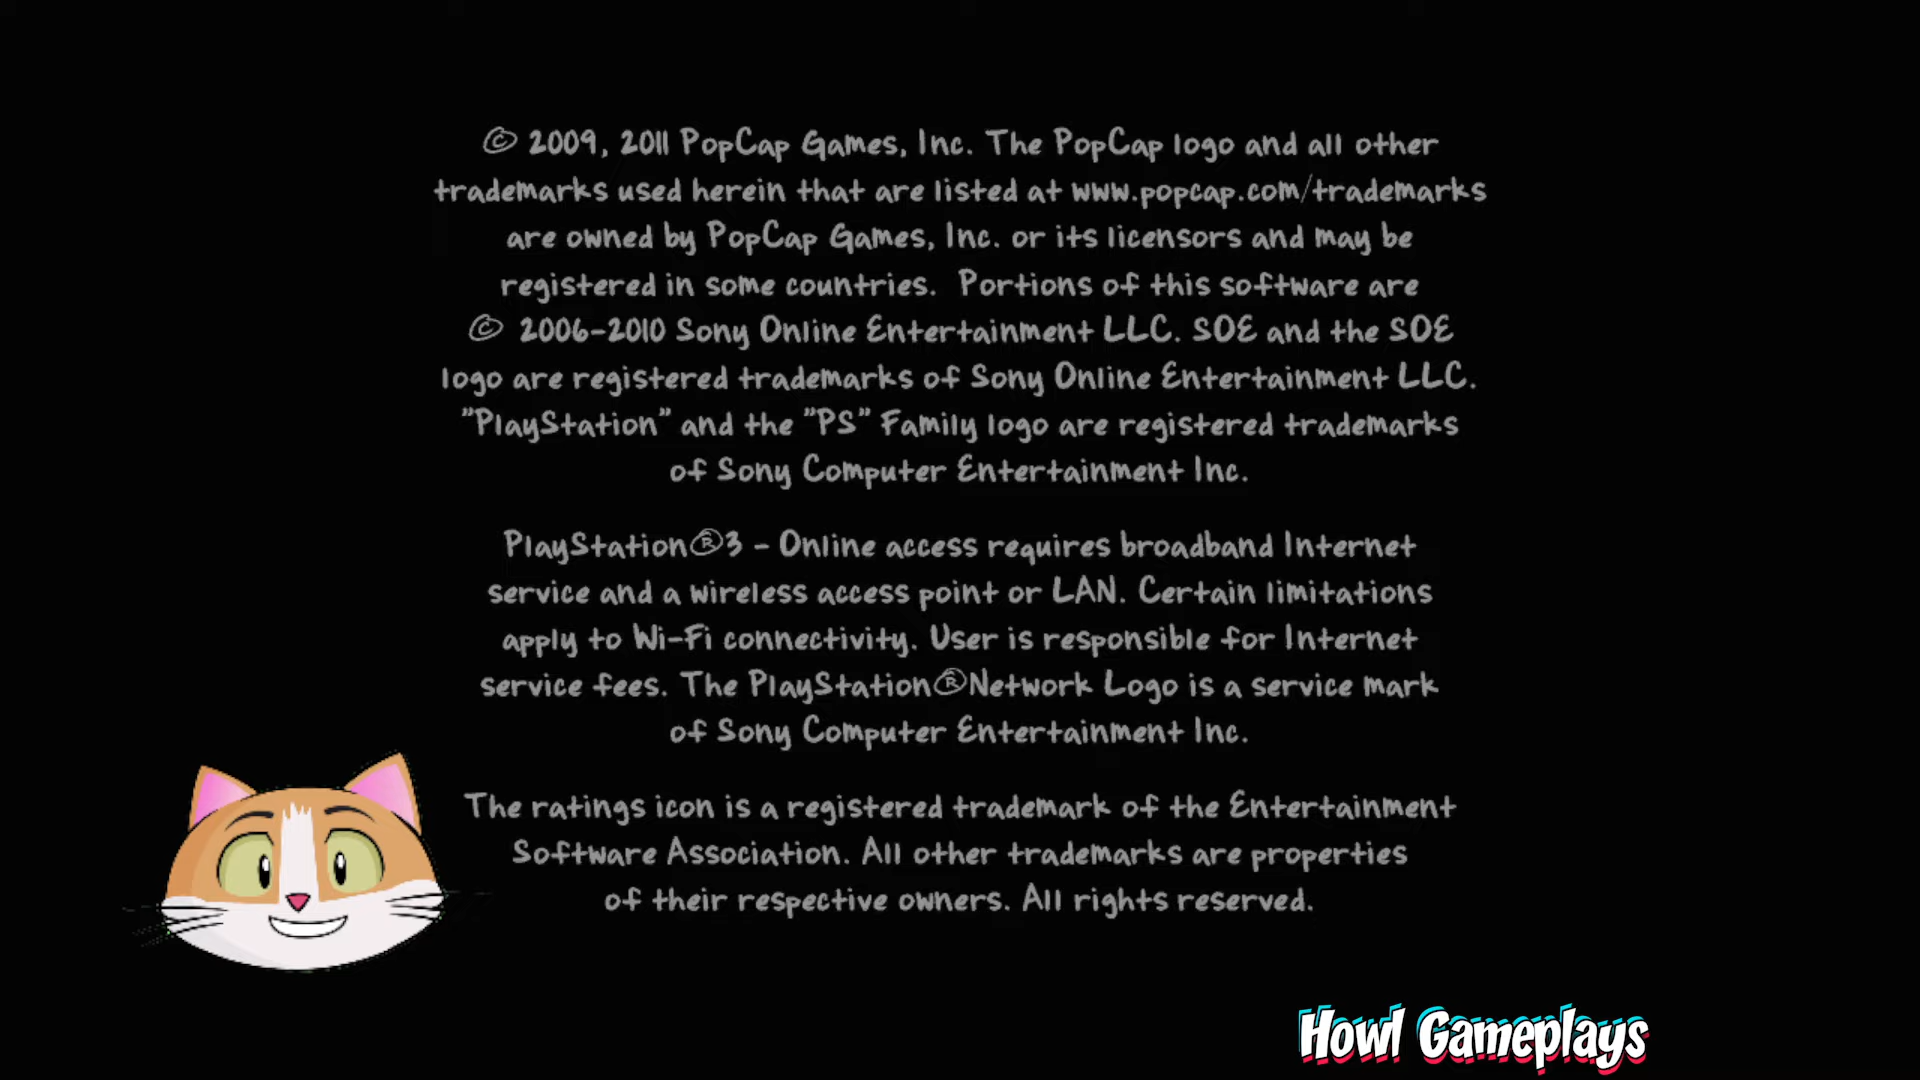 © 2009, 2011 PopCap Games, Inc. The PopCap logo and all other
trademarks used herein that are listed at www.popcap.com/trademarks
are owned by PopCap Games, Inc. or its licensors and may be
registered in some countries.  Portions of this software are
© 2006-2010 Sony Online Entertainment LLC. SOE and the SOE
logo are registered trademarks of Sony Online Entertainment LLC.
"PlayStation" and the "PS" Family logo are registered trademarks
of Sony Computer Entertainment Inc.
PlayStation®3 - Online access requires broadband Internet
service and a wireless access point or LAN. Certain limitations
apply to Wi-Fi connectivity. User is responsible for Internet
service fees. The PlayStation®Network Logo is a service mark
of Sony Computer Entertainment Inc.
The ratings icon is a registered trademark of the Entertainment
Software Association. All other trademarks are properties
of their respective owners. All rights reserved.
Howl Gameplays